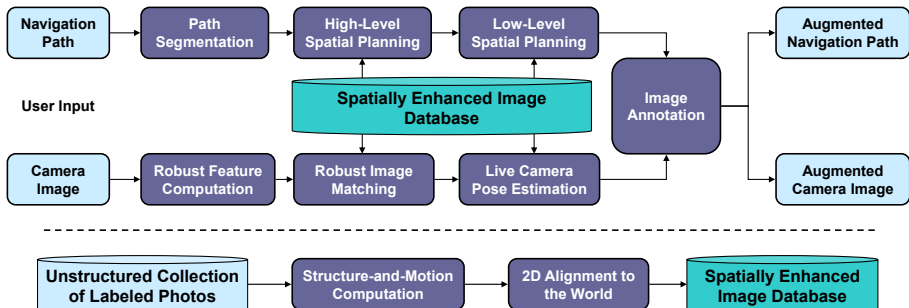 Navigation
Path
Path
Segmentation
High-Level
Spatial Planning
Low-Level
Spatial Planning
Augmented
Navigation Path
User Input
Spatially Enhanced Image
Database
Image
Annotation
Camera
Image
Robust Feature
Computation
Robust Image
Matching
Live Camera
Pose Estimation
Augmented
Camera Image
Unstructured Collection
of Labeled Photos
Structure-and-Motion
Computation
2D Alignment to
the World
Spatially Enhanced
Image Database